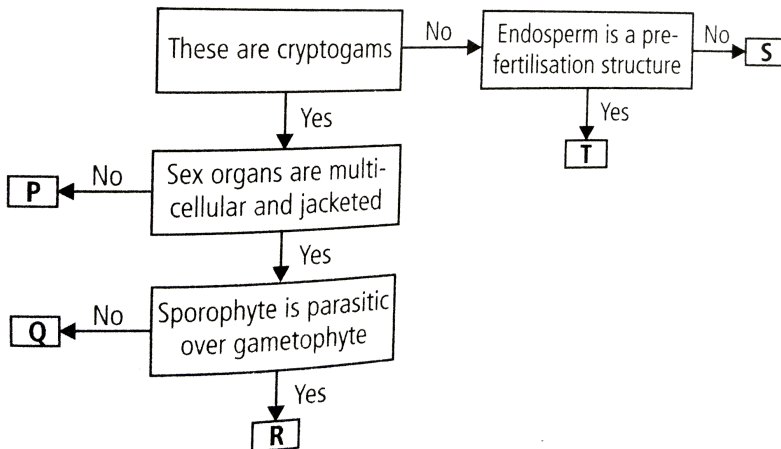 These are cryptogams
No
Endosperm is a pre-
fertilisation structure
No
S
Yes
Yes
T
Sex organs are multi-
cellular and jacketed
No
P
Yes
Sporophyte is parasitic
over gametophyte
No
Q
Yes
R